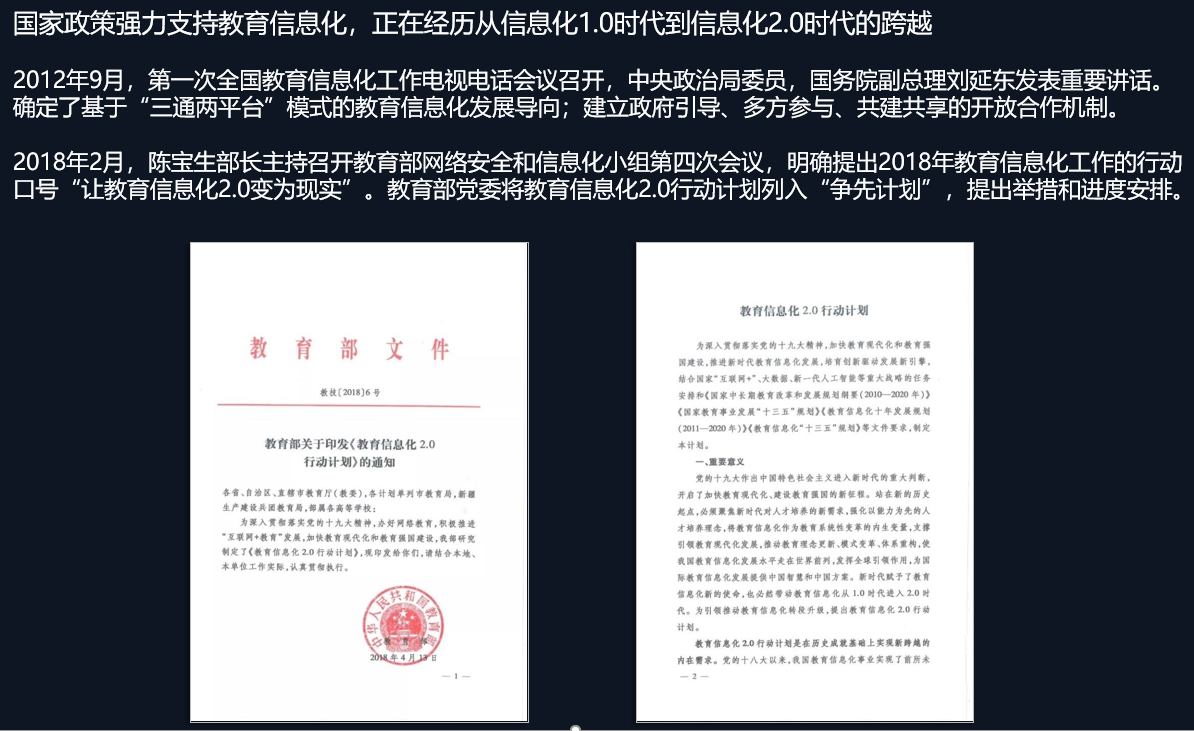 国家政策强力支持教育信息化，正在经历从信息化1.0时代到信息化2.0时代的跨越
2012年9月，第一次全国教育信息化工作电视电话会议召开，中央政治局委员，国务院副总理刘延东发表重要讲话。
确定了基于“三通两平台”模式的教育信息化发展导向；建立政府引导、多方参与、共建共享的开放合作机制。
2018年2月，陈宝生部长主持召开教育部网络安全和信息化小组第四次会议，明确提出2018年教育信息化工作的行动
口号“让教育信息化2.0变为现实”。教育部党委将教育信息化2.0行动计划列入“争先计划”，提出举措和进度安排。
教育部文件
教技〔2018〕6号
教育部关于印发《教育信息化 2.0
行动计划》的通知
各省、自治区、直辖市教育厅(教委)，各计划单列市教育局，新疆
生产建设兵团教育局，部属各高等学校：
为深入贯彻落实党的十九大精神，办好网络教育，积极推进
“互联网+教育”发展，加快教育现代化和教育强国建设，我部研究
制定了《教育信息化 2.0 行动计划》，现印发给你们，请结合本地、
本单位工作实际，认真贯彻执行。
中华人民共和国教育部
教 育 部
2018 年 4 月 13 日
— 1 —
教育信息化 2.0 行动计划
为深入贯彻落实党的十九大精神，加快教育现代化和教育强
国建设，推进新时代教育信息化发展，培育创新驱动发展新引擎，
结合国家“互联网+”、大数据、新一代人工智能等重大战略的任务
安排和《国家中长期教育改革和发展规划纲要(2010—2020 年)》
《国家教育事业发展“十三五”规划》《教育信息化十年发展规划
(2011—2020 年)》《教育信息化“十三五”规划》等文件要求，制定
本计划。
一、重要意义
党的十九大作出中国特色社会主义进入新时代的重大判断，
开启了加快教育现代化、建设教育强国的新征程。站在新的历史
起点，必须聚焦新时代对人才培养的新需求，强化以能力为先的人
才培养理念，将教育信息化作为教育系统性变革的内生变量，支撑
引领教育现代化发展，推动教育理念更新、模式变革、体系重构，使
我国教育信息化发展水平走在世界前列，发挥全球引领作用，为国
际教育信息化发展提供中国智慧和中国方案。新时代赋予了教育
信息化新的使命，也必然带动教育信息化从 1.0 时代进入 2.0 时
代。为引领推动教育信息化转段升级，提出教育信息化 2.0 行动
计划。
教育信息化 2.0 行动计划是在历史成就基础上实现新跨越的
内在需求。党的十八大以来，我国教育信息化事业实现了前所未
— 2 —